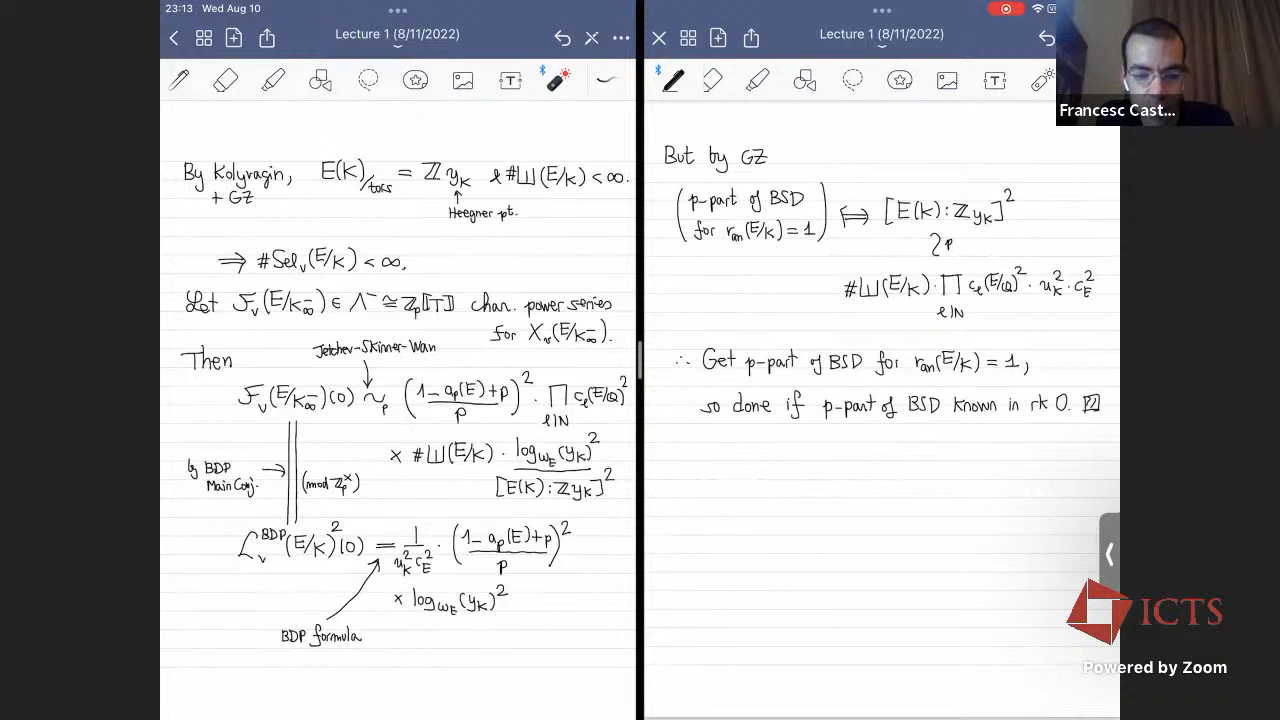 23:13 Wed Aug 10
Lecture 1 (8/11/2022)
By Kolyvagin, E(K)/tors = ℤ y_K & #Ш(E/K) < ∞.
+ GZ
↑
Heegner pt.
⟹ #Sel_v(E/K) < ∞.
Let F_v(E/K_∞^-) ∈ Λ^- ≅ ℤ_p[[T]] char. power series
for X_v(E/K_∞^-).
Jetchev-Skinner-Wan
Then
F_v(E/K_∞^-)(0) ~_p ((1 - a_p(E) + p)/p)^2 · ∏_{ℓ|N} c_ℓ(E/ℚ)^2
× #Ш(E/K) · log_{ω_E}(y_K)^2 / [E(K) : ℤy_K]^2
by BDP
Main Conj. → || (mod ℤ_p^×)
L_v^{BDP}(E/K)^2(0) = 1/(u_K^2 c_E^2) · ((1 - a_p(E) + p)/p)^2
× log_{ω_E}(y_K)^2
BDP formula
Lecture 1 (8/11/2022)
But by GZ
(p-part of BSD for r_an(E/K) = 1) ⟺ [E(K) : ℤy_K]^2
~p
#Ш(E/K) · ∏_{ℓ|N} c_ℓ(E/ℚ)^2 · u_K^2 · c_E^2
∴ Get p-part of BSD for r_an(E/K) = 1,
so done if p-part of BSD known in rk 0. ▨
Francesc Cast...
ICTS
Powered by Zoom